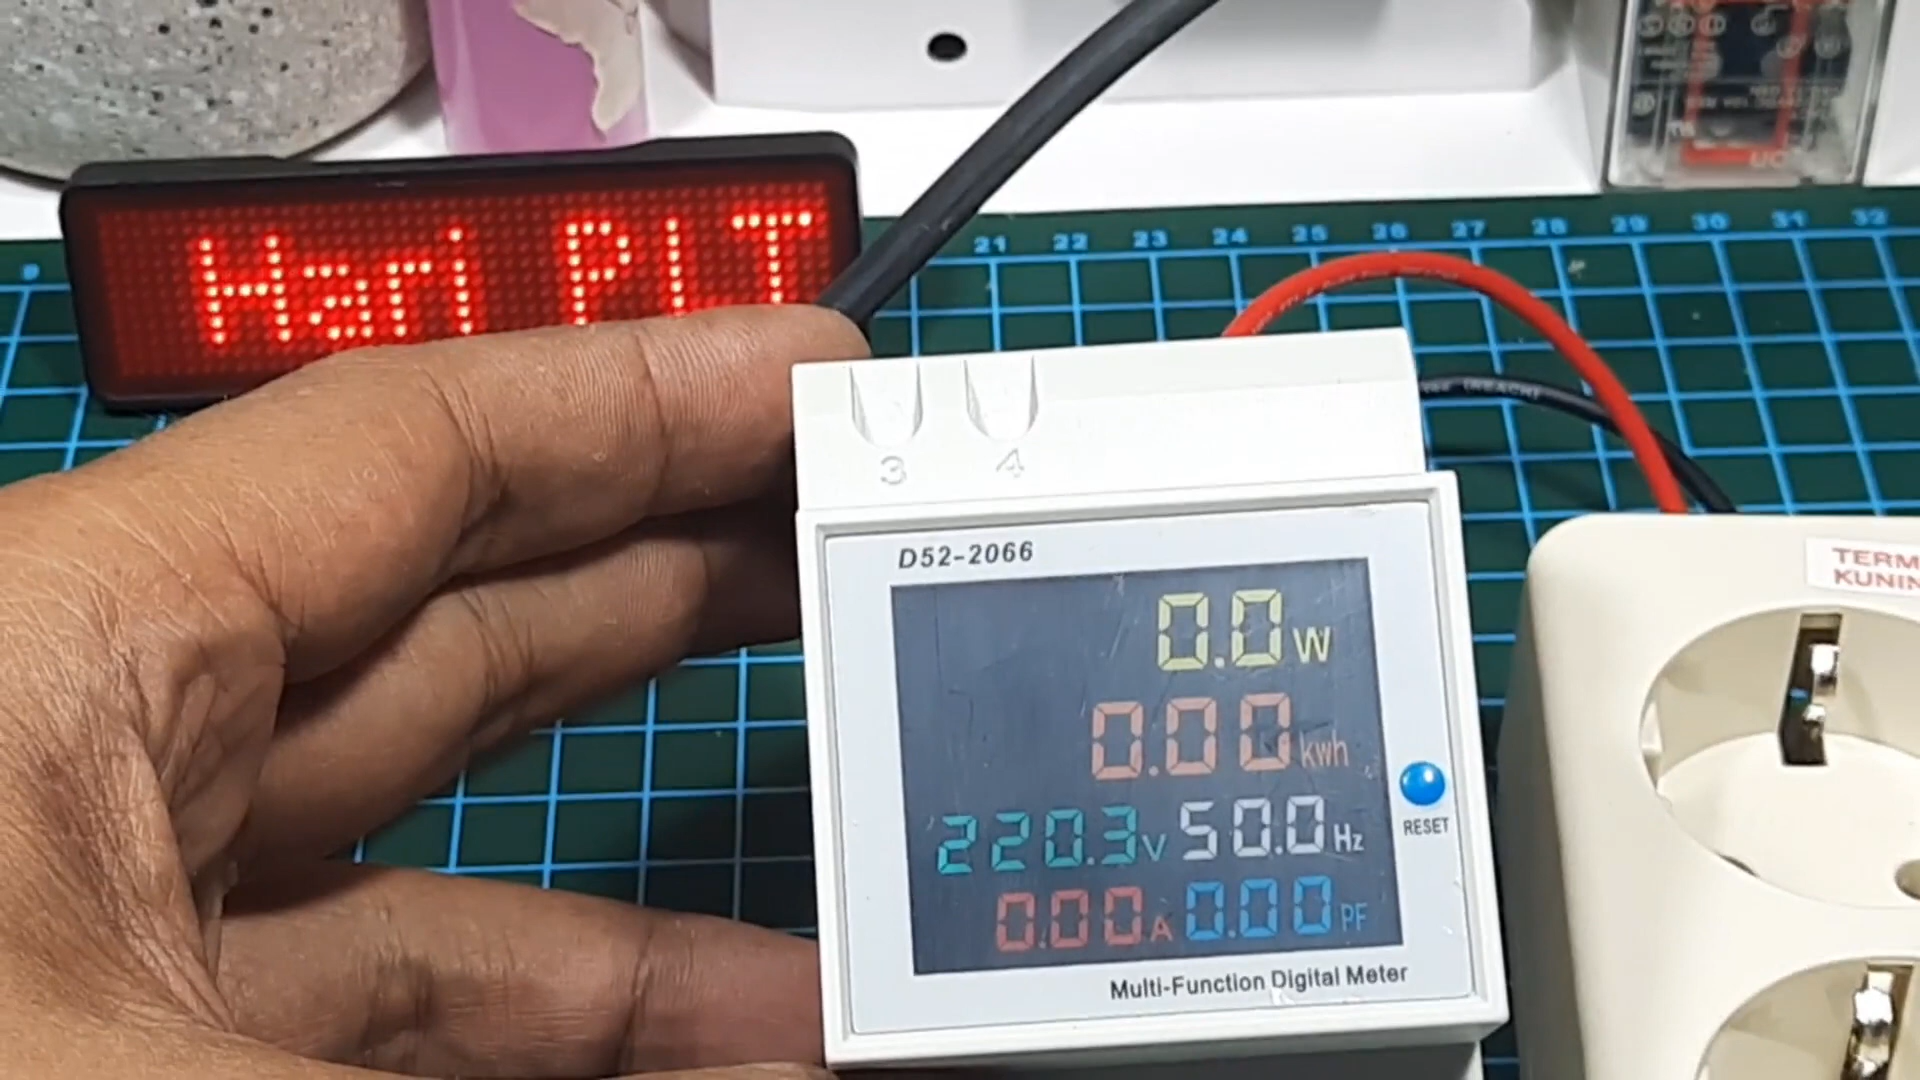 Hari PLT
21 22 23 24 25 26 27 28 29 30 31 32
9
(REACH)
TERM
KUNIN
3 4
D52-2066
0.0 W
0.00 kwh
220.3 V 50.0 Hz
0.00 A 0.00 PF
RESET
Multi-Function Digital Meter